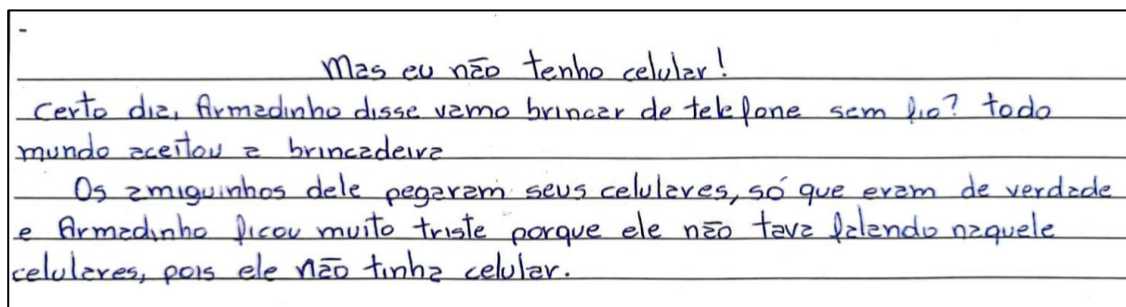 Mas eu não tenho celular!
Certo dia, Armadinho disse vamo brincar de telefone sem fio? todo
mundo aceitou a brincadeira
Os amiguinhos dele pegaram seus celulares, só que eram de verdade
e Armadinho ficou muito triste porque ele não tava falando naquele
celulares, pois ele não tinha celular.